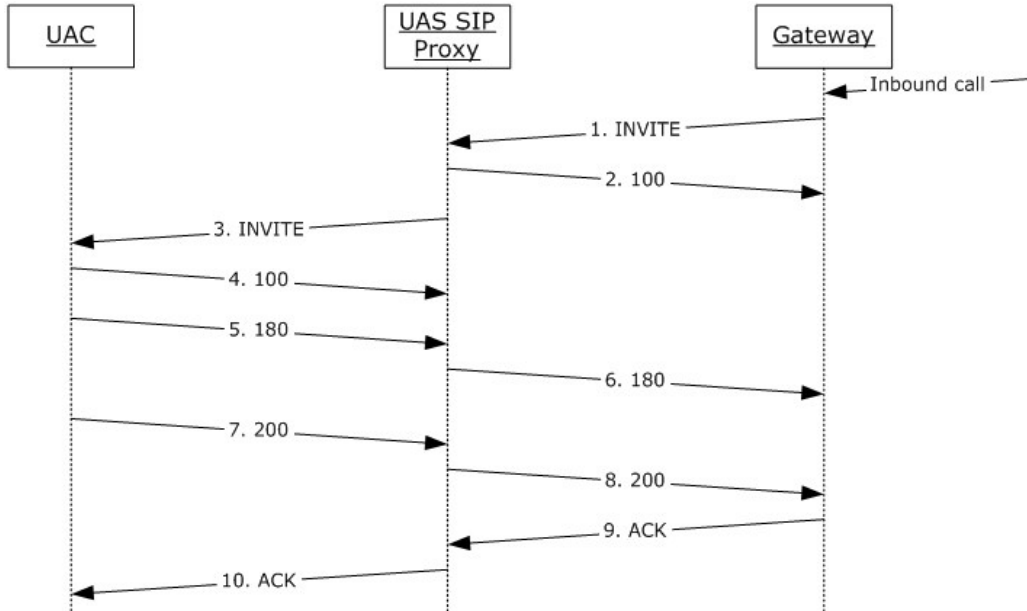 UAC
UAS SIP
Proxy
Gateway
Inbound call
1. INVITE
2. 100
3. INVITE
4. 100
5. 180
6. 180
7. 200
8. 200
9. ACK
10. ACK